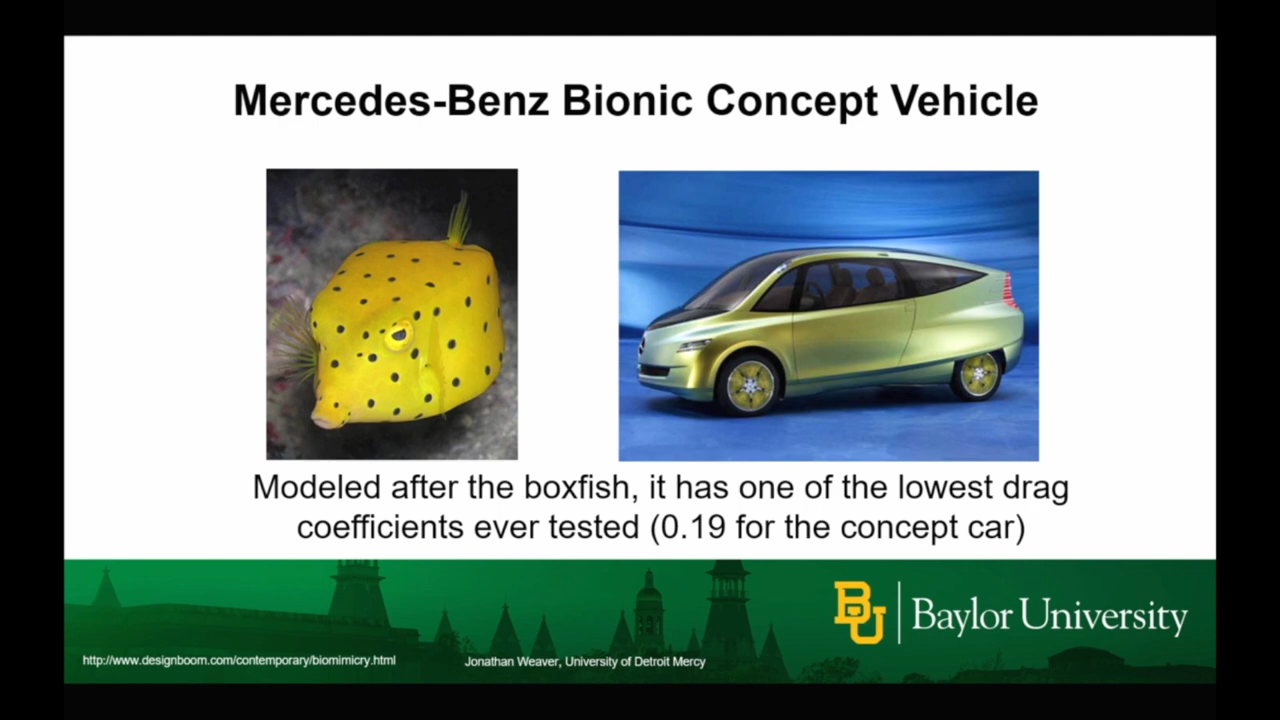 Mercedes-Benz Bionic Concept Vehicle
Modeled after the boxfish, it has one of the lowest drag
coefficients ever tested (0.19 for the concept car)
BU Baylor University
http://www.designboom.com/contemporary/biomimicry.html
Jonathan Weaver, University of Detroit Mercy